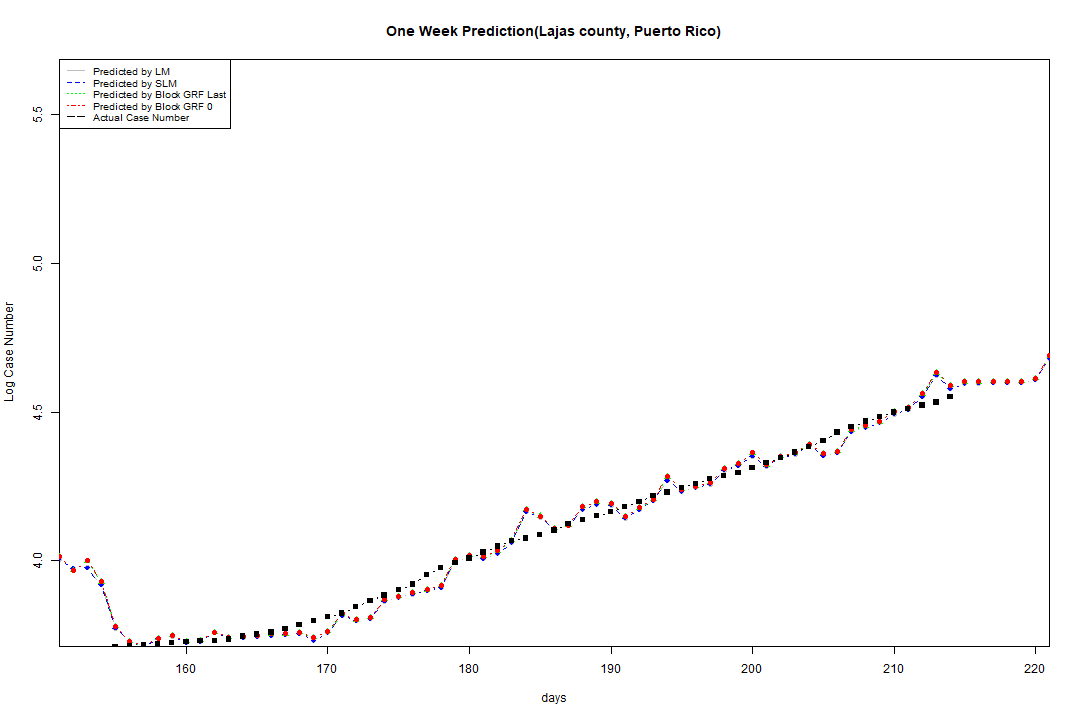 One Week Prediction(Lajas county, Puerto Rico)
Predicted by LM
Predicted by SLM
Predicted by Block GRF Last
Predicted by Block GRF 0
Actual Case Number
5.5
5.0
4.5
4.0
Log Case Number
160 170 180 190 200 210 220
days